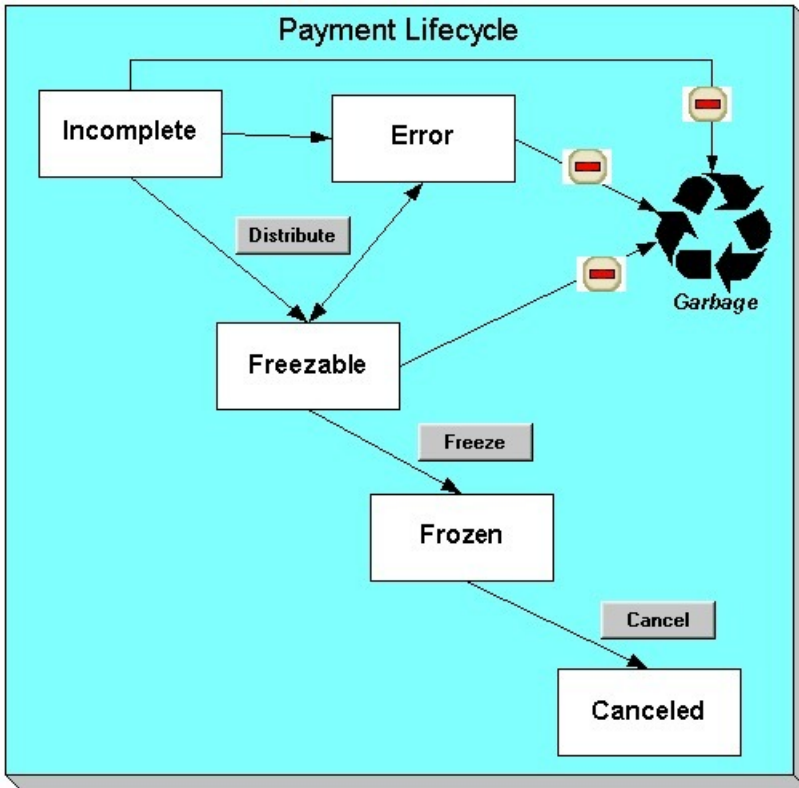 Payment Lifecycle
Incomplete
Error
Distribute
Garbage
Freezable
Freeze
Frozen
Cancel
Canceled